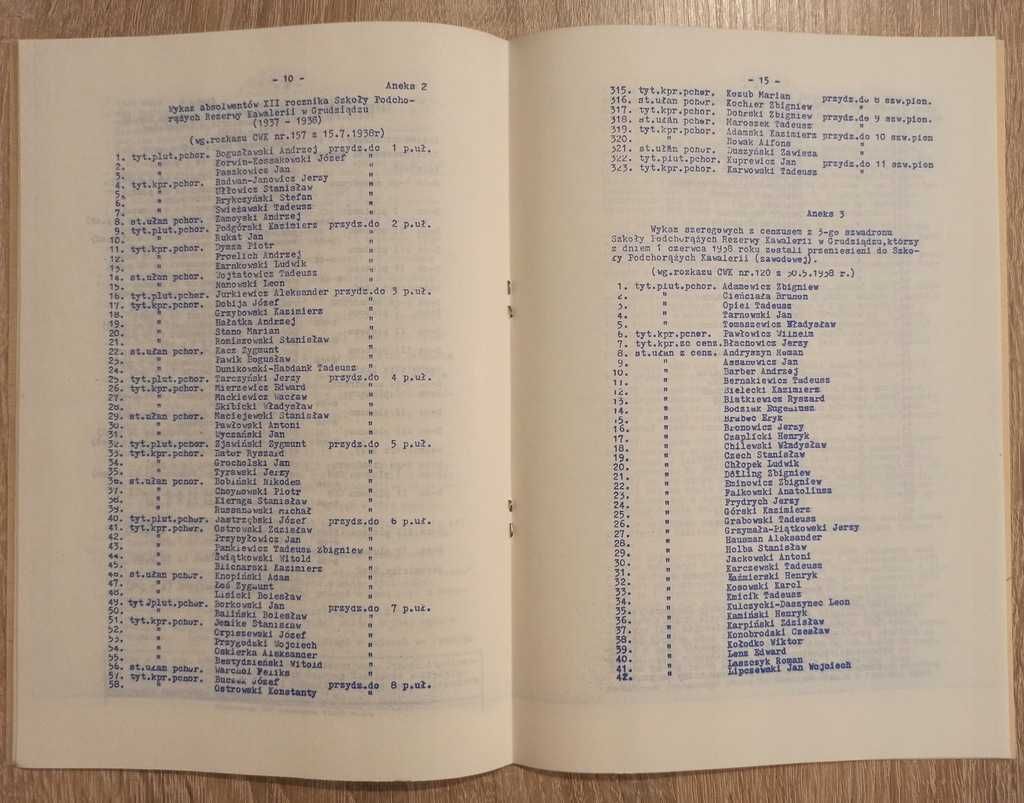 - 10 -
Aneks 2
Wykaz absolwentów XII rocznika Szkoły Podcho-
rążych Rezerwy Kawalerii w Grudziądzu
(1937 - 1938)
(wg.rozkazu CWK nr.157 z 15.7.1938r)
1. tyt.plut.pchor. Bogusławski Andrzej przydz.do 1 p.uł.
2. " Korwin-Kossakowski Józef "
3. " Paszkowicz Jan "
4. tyt.kpr.pchor. Radwan-Janowicz Jerzy "
5. " Ułłowicz Stanisław "
6. " Brykczyński Stefan "
7. " Świeżawski Tadeusz "
8. st.ułan pchor. Zamoyski Andrzej "
9. tyt.plut.pchor. Podgórski Kazimierz przydz.do 2 p.uł.
10. " Rukat Jan "
11. tyt.kpr.pchor. Dymza Piotr "
12. " Froelich Andrzej "
13. " Karnkowski Ludwik "
14. st.ułan pchor. Wojtatowicz Tadeusz "
15. " Nanowski Leon "
16. tyt.plut.pchor. Jurkiewicz Aleksander przydz.do 3 p.uł.
17. tyt.kpr.pchor. Dobija Józef "
18. " Grzybowski Kazimierz "
19. " Hałatka Andrzej "
20. " Stano Marian "
21. " Romiszowski Stanisław "
22. st.ułan pchor. Kacz Zygmunt "
23. " Pawik Bogusław "
24. " Dunikowski-Habdank Tadeusz "
25. tyt.plut.pchor. Tarczyński Jerzy przydz.do 4 p.uł.
26. tyt.kpr.pchor. Mierzewicz Edward "
27. " Mackiewicz Wacław "
28. " Skibicki Władysław "
29. st.ułan pchor. Maciejewski Stanisław "
30. " Pawłowski Antoni "
31. " Wyczański Jan "
32. tyt.plut.pchor. Zjawiński Zygmunt przydz.do 5 p.uł.
33. tyt.kpr.pchor. Bator Ryszard "
34. " Grocholski Jan "
35. " Tyrawski Jerzy "
36. st.ułan pchor. Bobiński Nikodem "
37. " Choynowski Piotr "
38. " Kieraga Stanisław "
39. " Russanowski Michał "
40. tyt.plut.pchor. Jastrzębski Józef przydz.do 6 p.uł.
41. tyt.kpr.pchor. Ostrowski Zdzisław "
42. " Przybyłowicz Jan "
43. " Pankiewicz Tadeusz Zbigniew "
44. " Świątkowski Witold "
45. " Kazimierz "
46. st.ułan pchor. Knopiński Adam "
47. " Łoś Zygmunt "
48. " Lisicki Bolesław "
49. tyt.plut.pchor. Borkowski Jan przydz.do 7 p.uł.
50. " Baliński Bolesław "
51. tyt.kpr.pchor. Jemike Stanisław "
52. " Orpiszewski Józef "
53. " Przygodzki Wojciech "
54. " Oskierka Aleksander "
55. " Bestydzieński Witold "
56. st.ułan pchor. Warchoł Feliks "
57. tyt.kpr.pchor. Buczek Józef "
58. " Ostrowski Konstanty przydz.do 8 p.uł.
- 15 -
315. tyt.kpr.pchor. Kozub Marian przydz.do 8 szw.pion.
316. st.ułan pchor. Kochler Zbigniew "
317. tyt.kpr.pchor. Dobrski Zbigniew przydz.do 9 szw.pion.
318. st.ułan pchor. Maroszek Tadeusz "
319. tyt.kpr.pchor. Adamski Kazimierz przydz.do 10 szw.pion
320. " Nowak Alfons "
321. st.ułan pchor. Duszyński Zawisza "
322. tyt.plut.pchor. Kuprewicz Jan przydz.do 11 szw.pion
323. tyt.kpr.pchor. Karwowski Tadeusz "
Aneks 3
Wykaz szeregowych z cenzusem z 3-go szwadronu
Szkoły Podchorążych Rezerwy Kawalerii w Grudziądzu,którzy
z dniem 1 czerwca 1938 roku zostali przeniesieni do Szko-
ły Podchorążych Kawalerii (zawodowej).
(wg.rozkazu CWK nr.120 z 30.5.1938 r.)
1. tyt.plut.pchor. Adamowicz Zbigniew
2. " Cieńciała Brunon
3. " Opiel Tadeusz
4. " Tarnowski Jan
5. " Tomaszewicz Władysław
6. tyt.kpr.pchor. Pawłowicz Wilhelm
7. tyt.kpr.zc cenz. Błachnowicz Jerzy
8. st.ułan z cenz. Andryszyn Roman
9. " Assanowicz Jan
10. " Barber Andrzej
11. " Bernakiewicz Tadeusz
12. " Bielecki Kazimierz
13. " Biatkiewicz Ryszard
14. " Bodziak Eugeniusz
15. " Brabec Eryk
16. " Bronowicz Jerzy
17. " Czaplicki Henryk
18. " Chilewski Władysław
19. " Czech Stanisław
20. " Chłopek Ludwik
21. " Dölling Zbigniew
22. " Eminowicz Zbigniew
23. " Falkowski Anatoliusz
24. " Frydrych Jerzy
25. " Górski Kazimierz
26. " Grabowski Tadeusz
27. " Grzymała-Piątkowski Jerzy
28. " Hausman Aleksander
29. " Holba Stanisław
30. " Jackowski Antoni
31. " Karczewski Tadeusz
32. " Kaźmierski Henryk
33. " Kosowski Karol
34. " Kmicik Tadeusz
35. " Kulczycki-Daszynec Leon
36. " Kamiński Henryk
37. " Karpiński Zdzisław
38. " Konobrodzki Czesław
39. " Kołodko Wiktor
40. " Lenz Edward
41. " Laszczyk Roman
42. " Lipczewski Jan Wojciech